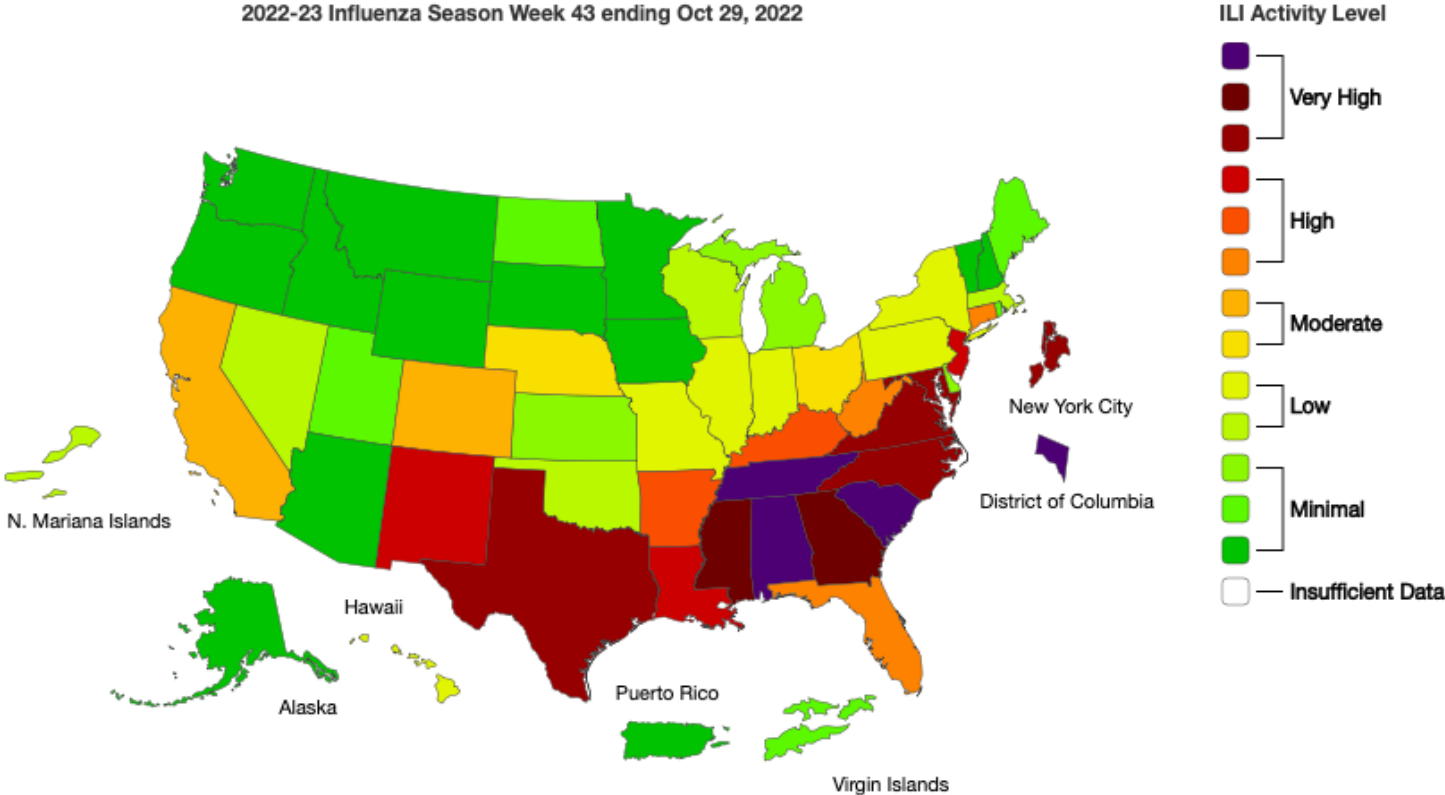 2022-23 Influenza Season Week 43 ending Oct 29, 2022
ILI Activity Level
Very High
High
Moderate
Low
Minimal
Insufficient Data
New York City
District of Columbia
N. Mariana Islands
Hawaii
Alaska
Puerto Rico
Virgin Islands